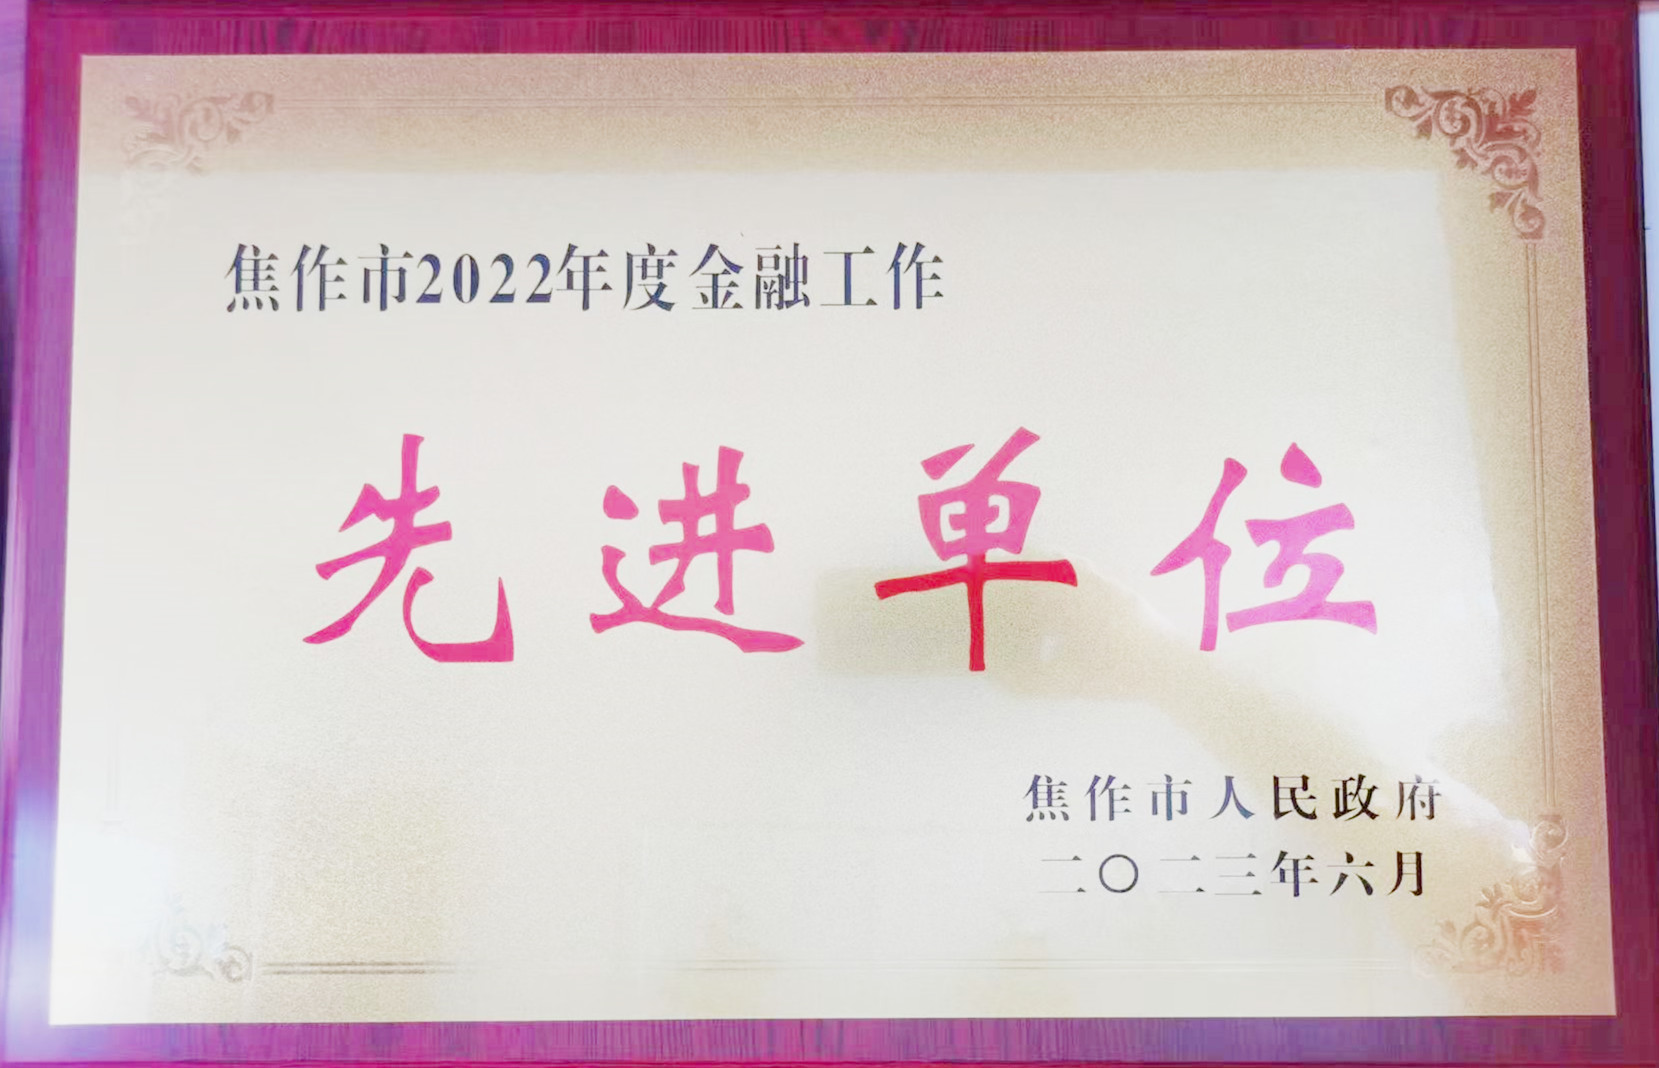 焦作市2022年度金融工作
先进单位
焦作市人民政府
二〇二三年六月